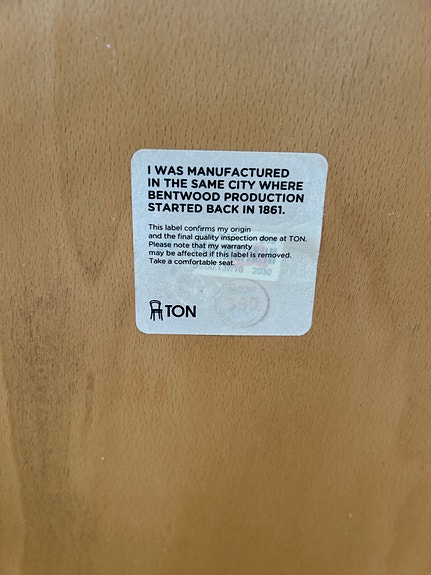 I WAS MANUFACTURED
IN THE SAME CITY WHERE
BENTWOOD PRODUCTION
STARTED BACK IN 1861.
This label confirms my origin
and the final quality inspection done at TON.
Please note that my warranty
may be affected if this label is removed.
Take a comfortable seat.
2030
TON